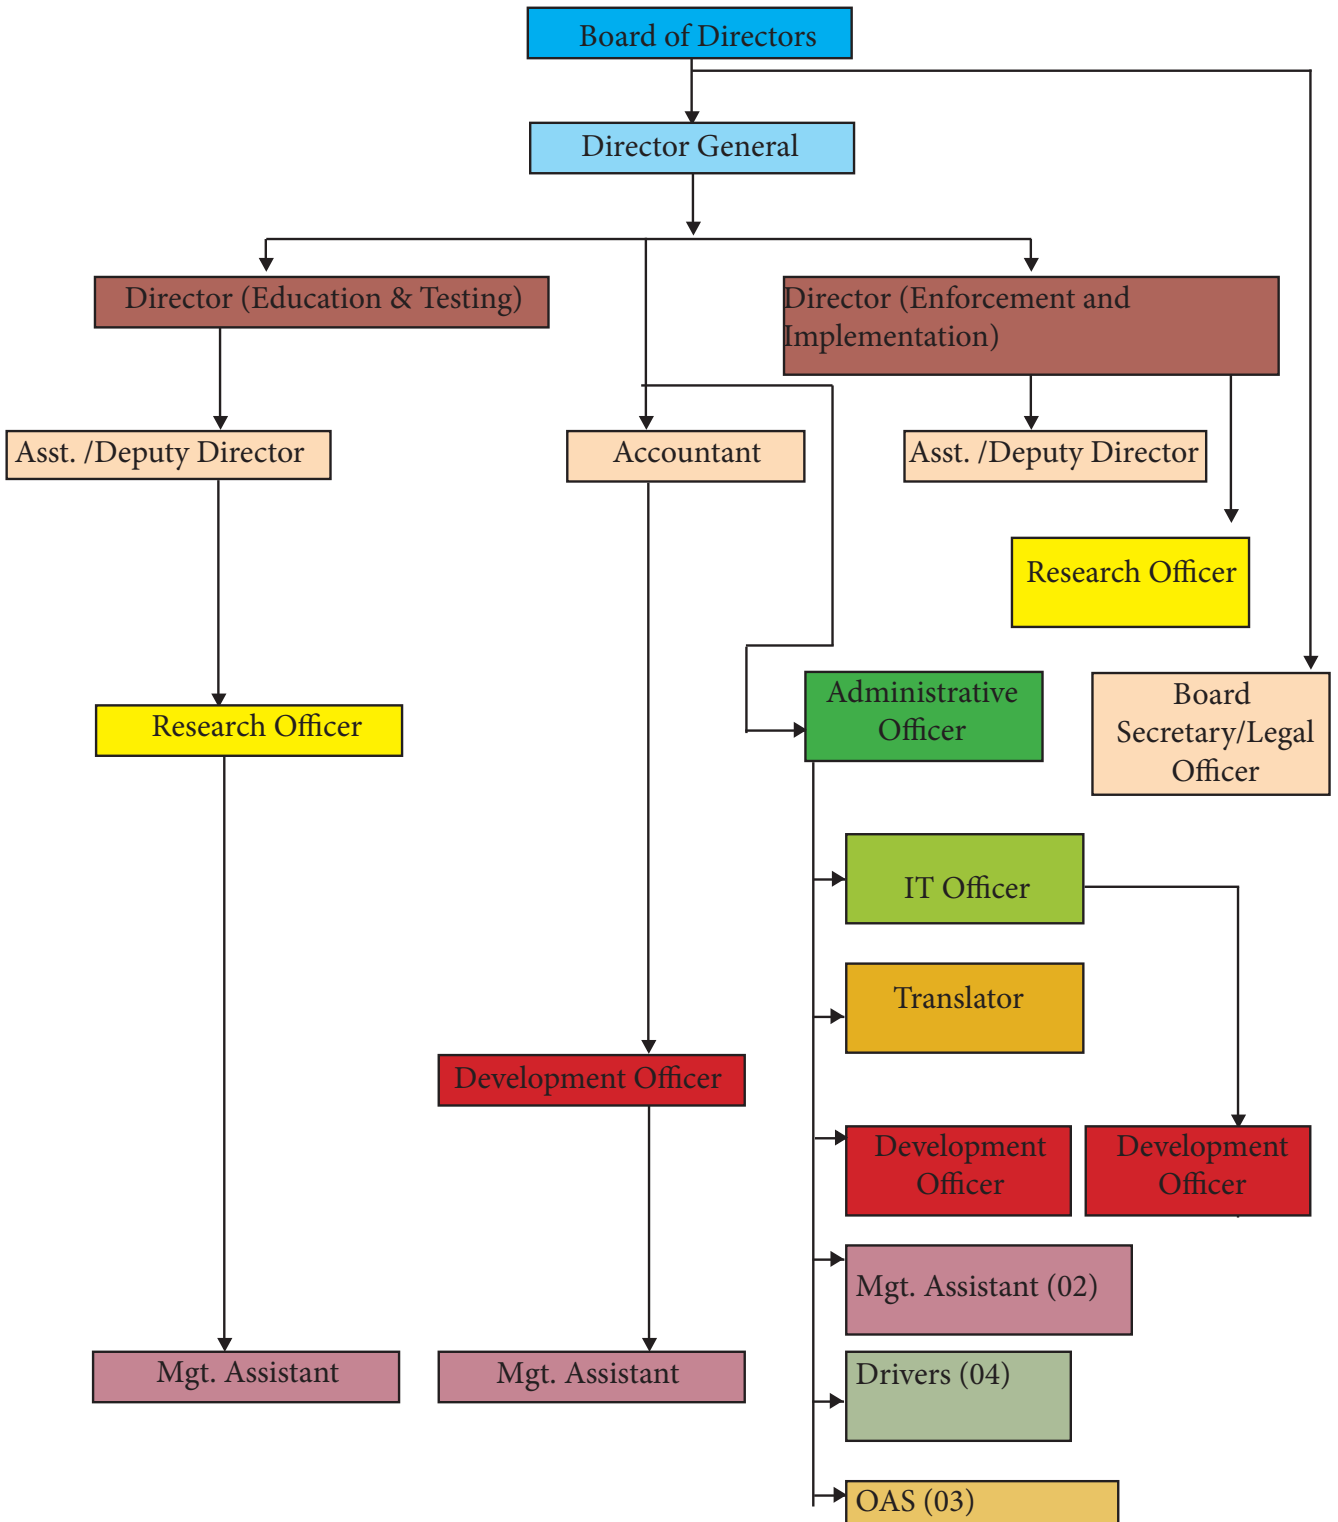 Board of Directors
Director General
Director (Education & Testing)
Director (Enforcement and
Implementation)
Asst. /Deputy Director
Accountant
Asst. /Deputy Director
Research Officer
Administrative
Officer
Board
Secretary/Legal
Officer
Research Officer
IT Officer
Translator
Development Officer
Development
Officer
Development
Officer
Mgt. Assistant (02)
Mgt. Assistant
Mgt. Assistant
Drivers (04)
OAS (03)